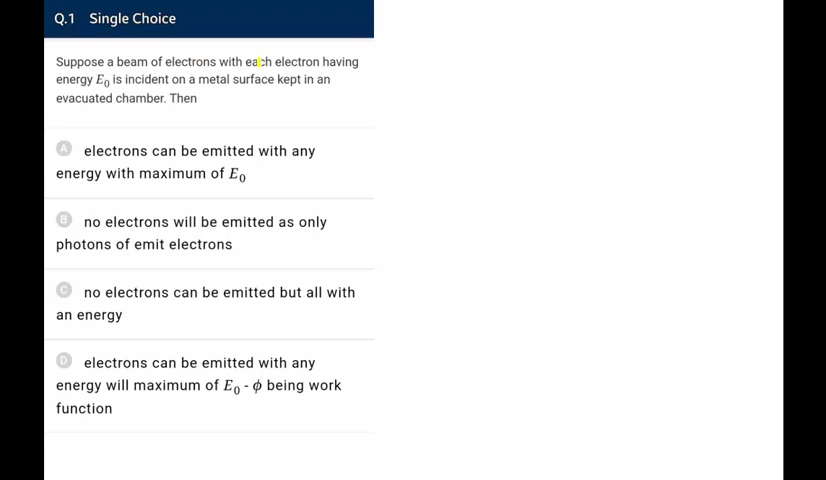 Q.1 Single Choice
Suppose a beam of electrons with each electron having
energy E₀ is incident on a metal surface kept in an
evacuated chamber. Then
A electrons can be emitted with any
energy with maximum of E₀
B no electrons will be emitted as only
photons of emit electrons
C no electrons can be emitted but all with
an energy
D electrons can be emitted with any
energy will maximum of E₀ - ϕ being work
function